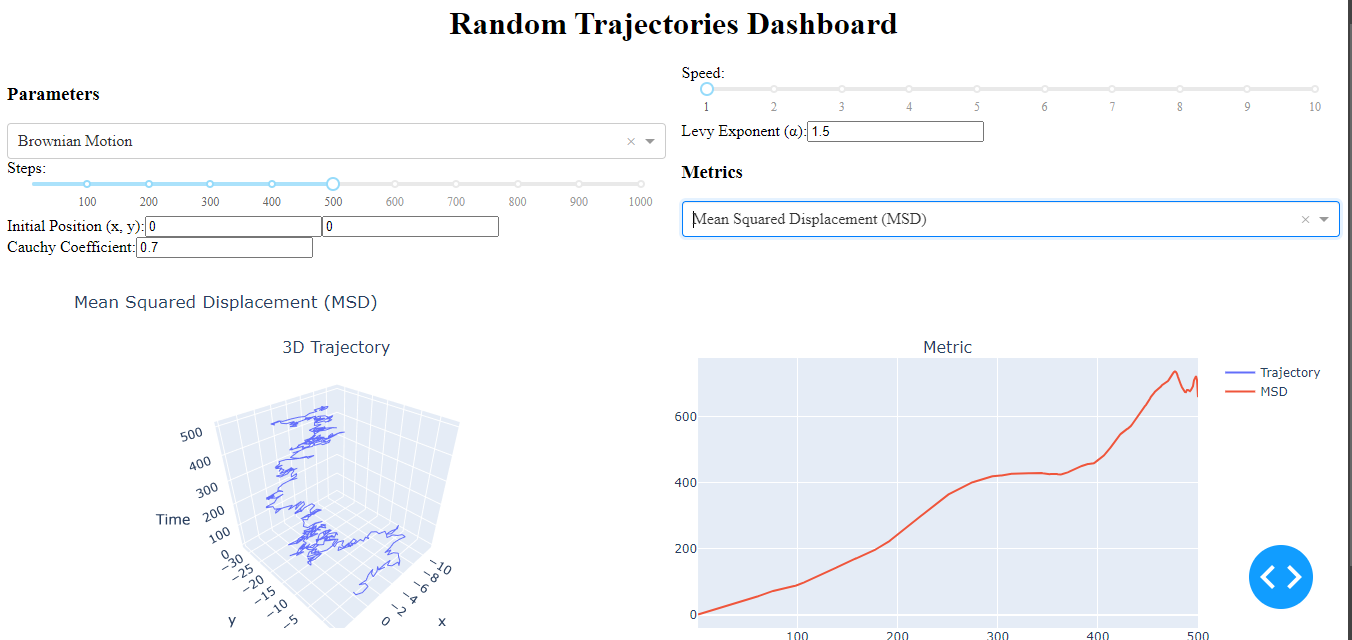 Random Trajectories Dashboard
Parameters
Brownian Motion
Steps:
100 200 300 400 500 600 700 800 900 1000
Initial Position (x, y): 0 0
Cauchy Coefficient: 0.7
Speed:
1 2 3 4 5 6 7 8 9 10
Levy Exponent (α): 1.5
Metrics
Mean Squared Displacement (MSD)
Mean Squared Displacement (MSD)
3D Trajectory
500
400
300
200
100
0
Time
−30
−25
−20
−15
−10
−5
y
−10
−8
−6
−4
−2
0
x
Metric
600
400
200
0
100 200 300 400 500
Trajectory
MSD